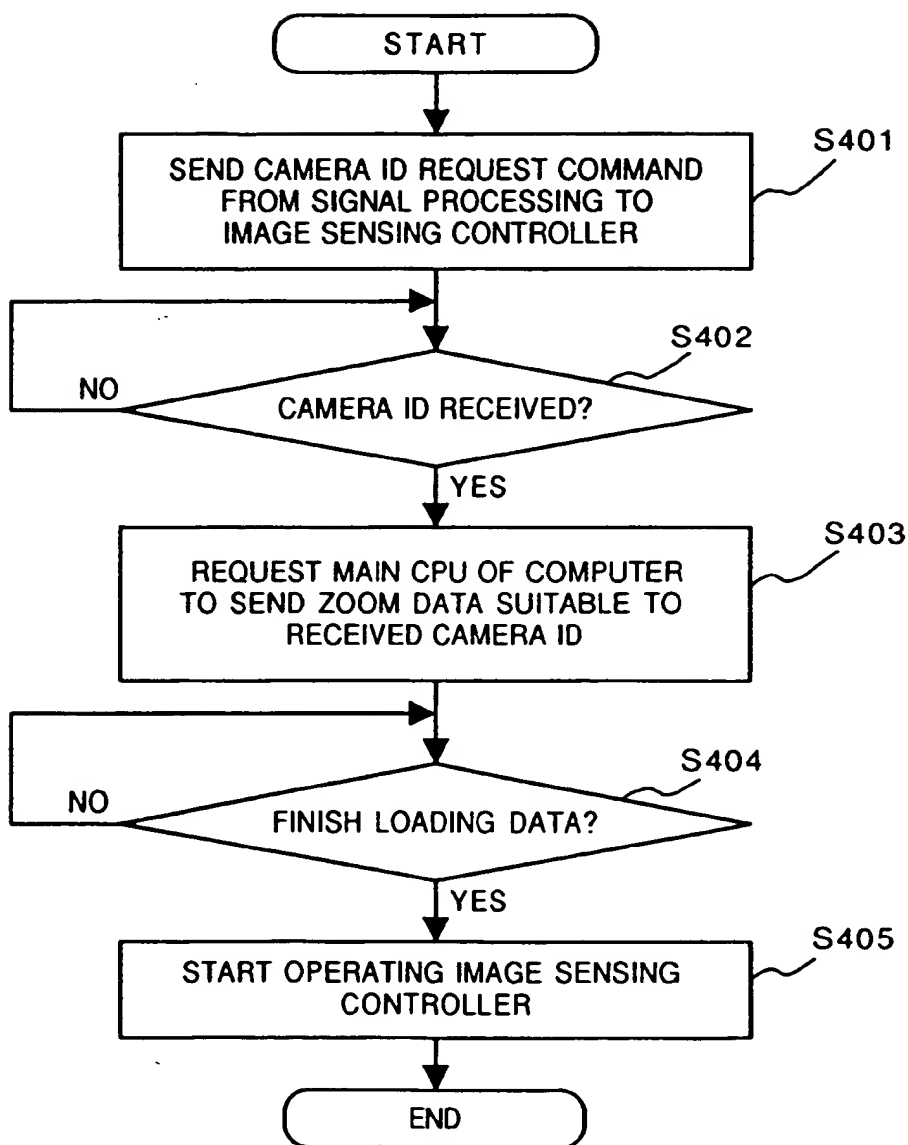 START
S401
SEND CAMERA ID REQUEST COMMAND
FROM SIGNAL PROCESSING TO
IMAGE SENSING CONTROLLER
S402
NO
CAMERA ID RECEIVED?
YES
S403
REQUEST MAIN CPU OF COMPUTER
TO SEND ZOOM DATA SUITABLE TO
RECEIVED CAMERA ID
S404
NO
FINISH LOADING DATA?
YES
S405
START OPERATING IMAGE SENSING
CONTROLLER
END